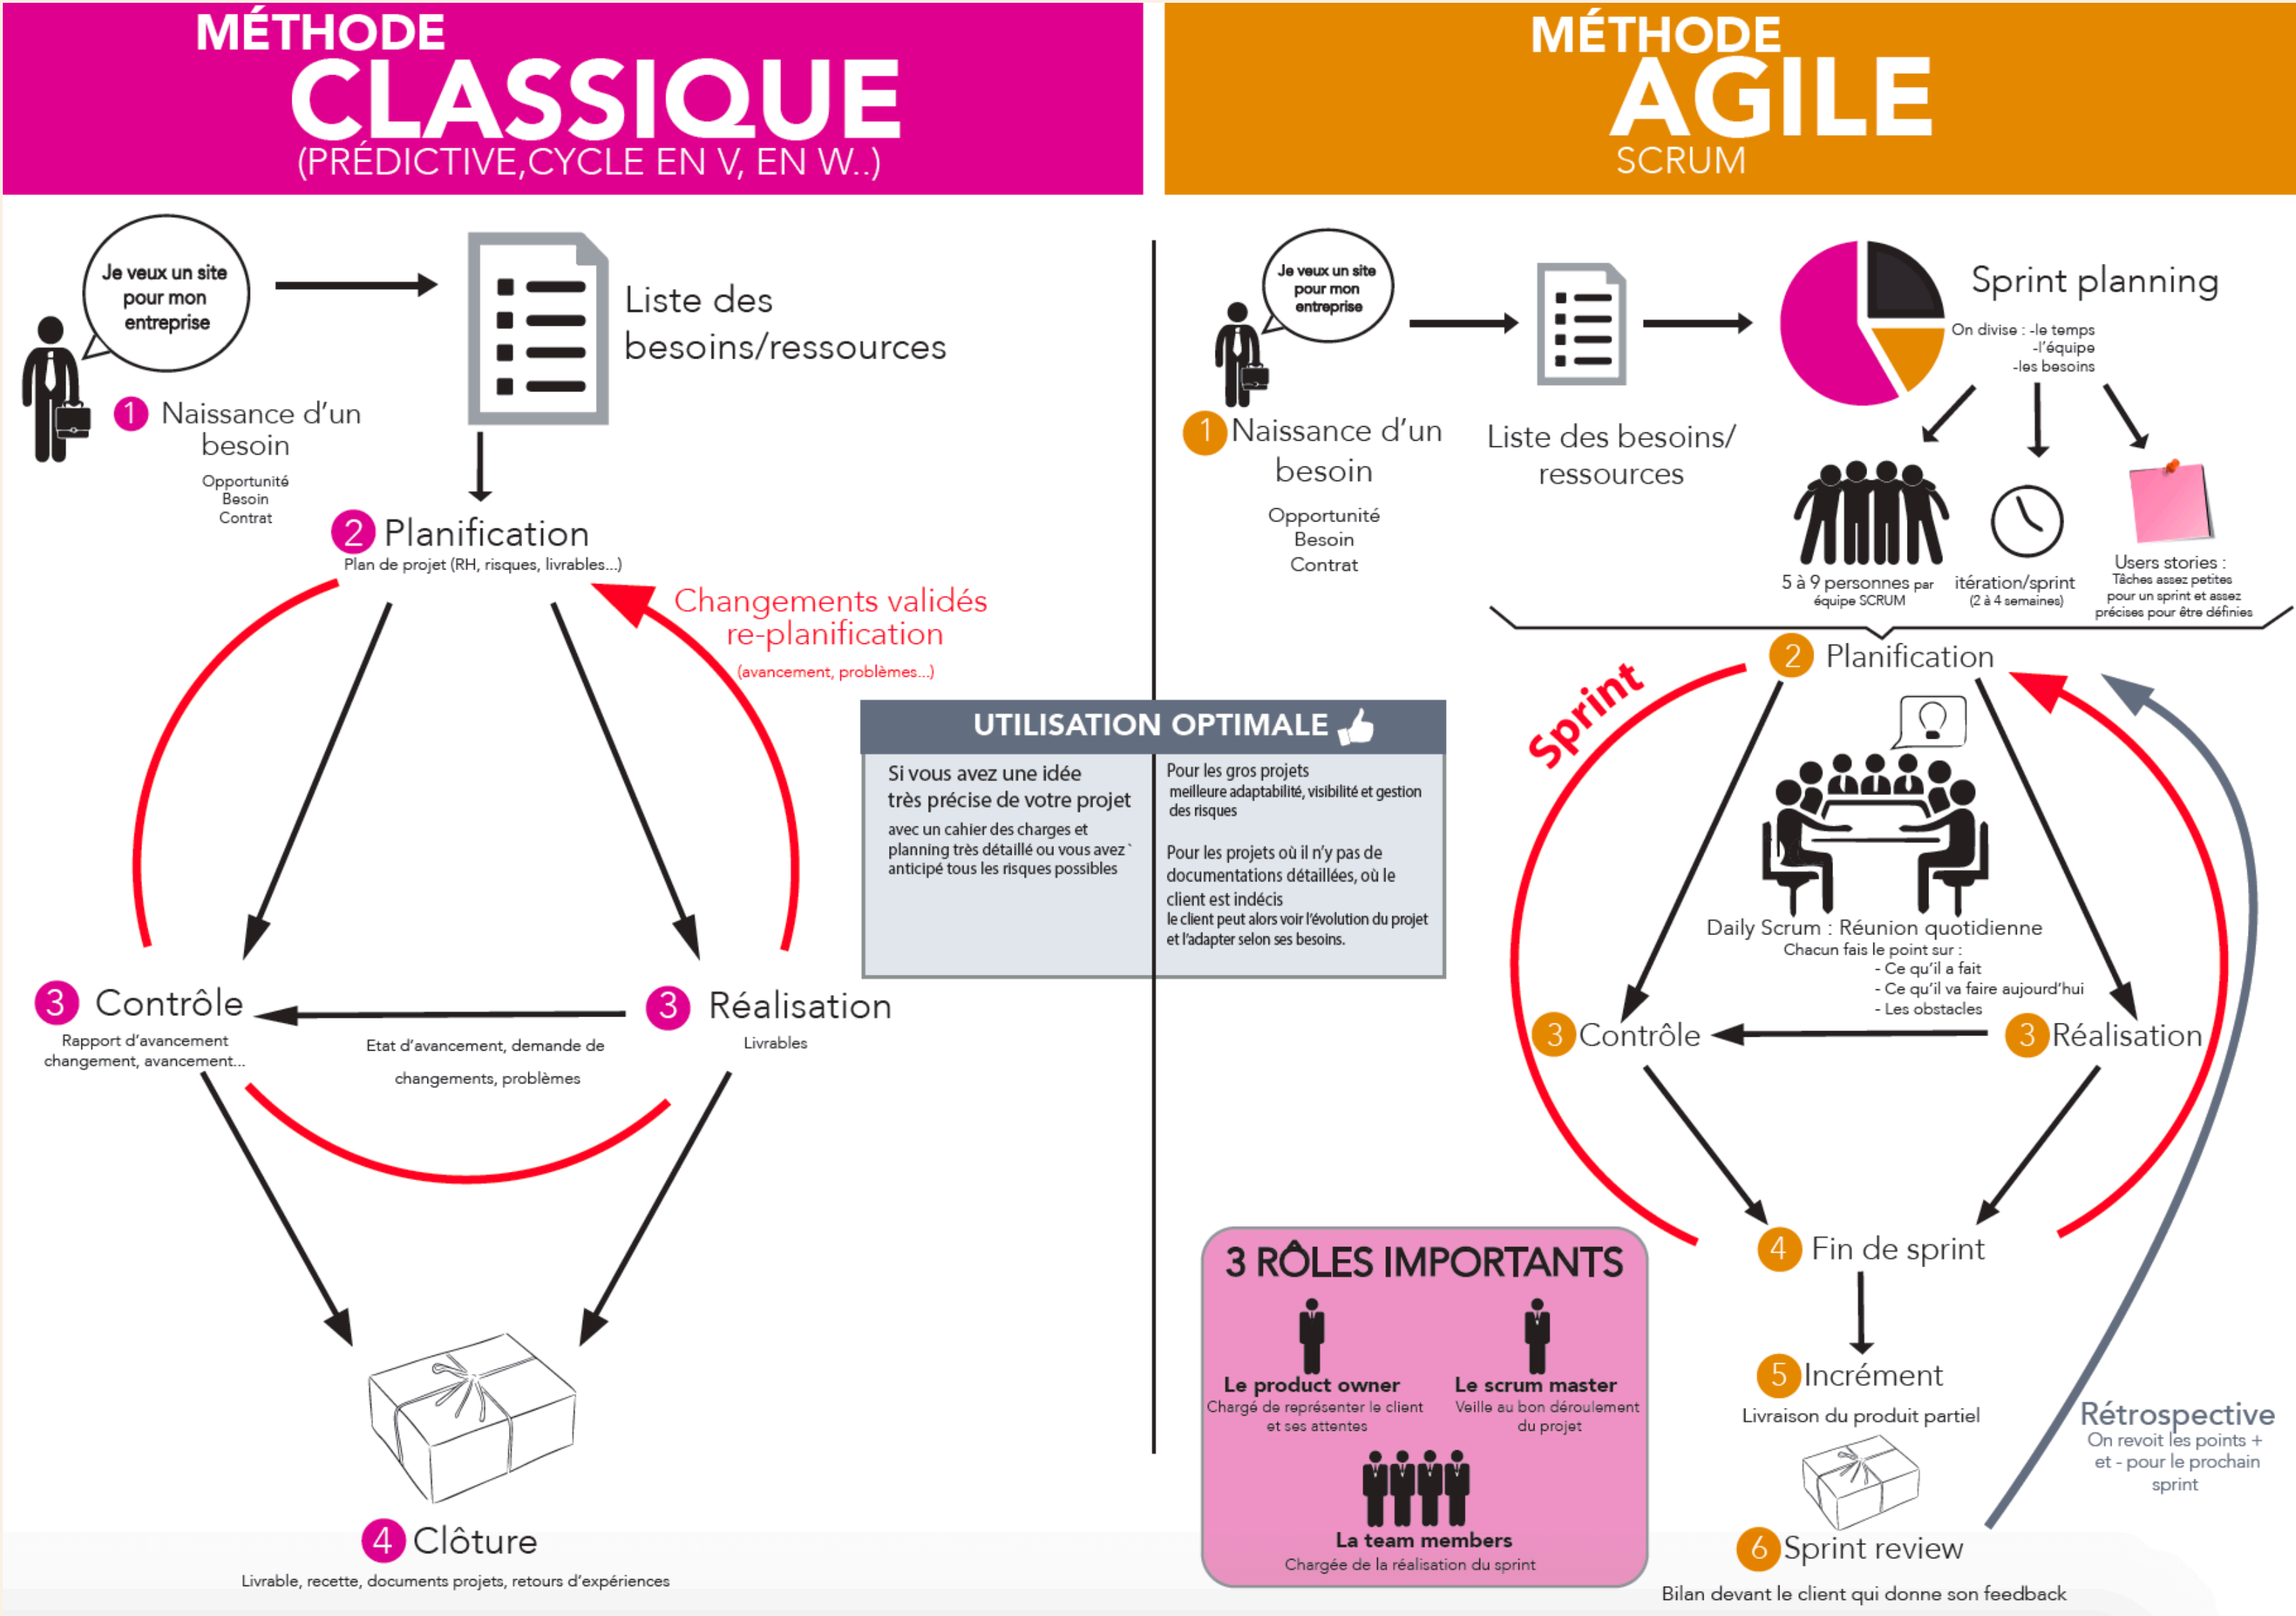 MÉTHODE
CLASSIQUE
(PRÉDICTIVE,CYCLE EN V, EN W..)
Je veux un site
pour mon
entreprise
1 Naissance d'un
besoin
Opportunité
Besoin
Contrat
Liste des
besoins/ressources
2 Planification
Plan de projet (RH, risques, livrables...)
Changements validés
re-planification
(avancement, problèmes...)
3 Contrôle
Rapport d'avancement
changement, avancement...
Etat d'avancement, demande de
changements, problèmes
3 Réalisation
Livrables
4 Clôture
Livrable, recette, documents projets, retours d'expériences
UTILISATION OPTIMALE
Si vous avez une idée
très précise de votre projet
avec un cahier des charges et
planning très détaillé ou vous avez`
anticipé tous les risques possibles
Pour les gros projets
meilleure adaptabilité, visibilité et gestion
des risques
Pour les projets où il n'y pas de
documentations détaillées, où le
client est indécis
le client peut alors voir l'évolution du projet
et l'adapter selon ses besoins.
MÉTHODE
AGILE
SCRUM
Je veux un site
pour mon
entreprise
1 Naissance d'un
besoin
Opportunité
Besoin
Contrat
Liste des besoins/
ressources
Sprint planning
On divise : -le temps
-l'équipe
-les besoins
5 à 9 personnes par
équipe SCRUM
itération/sprint
(2 à 4 semaines)
Users stories :
Tâches assez petites
pour un sprint et assez
précises pour être définies
2 Planification
Sprint
Daily Scrum : Réunion quotidienne
Chacun fais le point sur :
- Ce qu'il a fait
- Ce qu'il va faire aujourd'hui
- Les obstacles
3 Contrôle
3 Réalisation
4 Fin de sprint
5 Incrément
Livraison du produit partiel
6 Sprint review
Bilan devant le client qui donne son feedback
Rétrospective
On revoit les points +
et - pour le prochain
sprint
3 RÔLES IMPORTANTS
Le product owner
Chargé de représenter le client
et ses attentes
Le scrum master
Veille au bon déroulement
du projet
La team members
Chargée de la réalisation du sprint